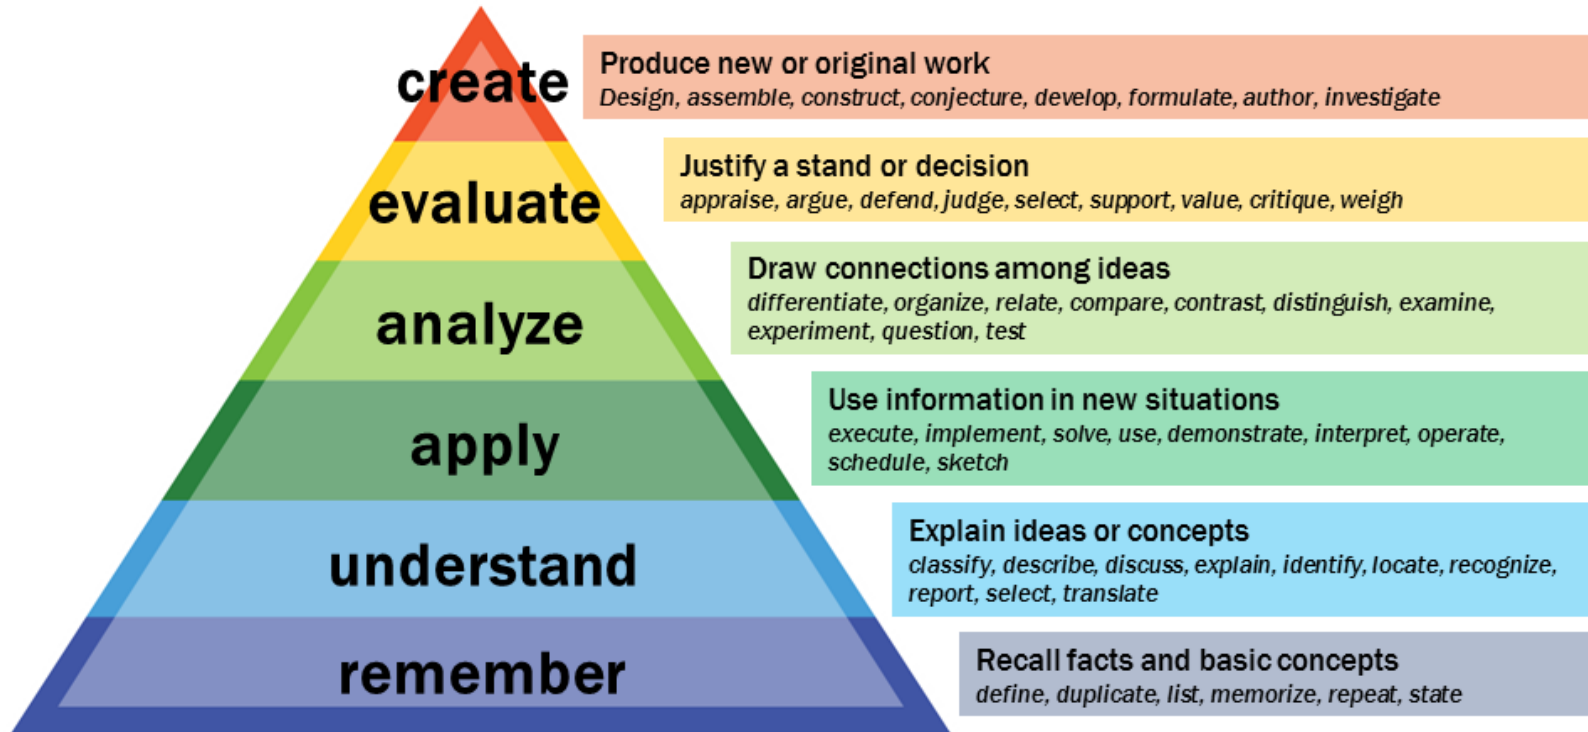 create
Produce new or original work
Design, assemble, construct, conjecture, develop, formulate, author, investigate
evaluate
Justify a stand or decision
appraise, argue, defend, judge, select, support, value, critique, weigh
analyze
Draw connections among ideas
differentiate, organize, relate, compare, contrast, distinguish, examine,
experiment, question, test
apply
Use information in new situations
execute, implement, solve, use, demonstrate, interpret, operate,
schedule, sketch
understand
Explain ideas or concepts
classify, describe, discuss, explain, identify, locate, recognize,
report, select, translate
remember
Recall facts and basic concepts
define, duplicate, list, memorize, repeat, state